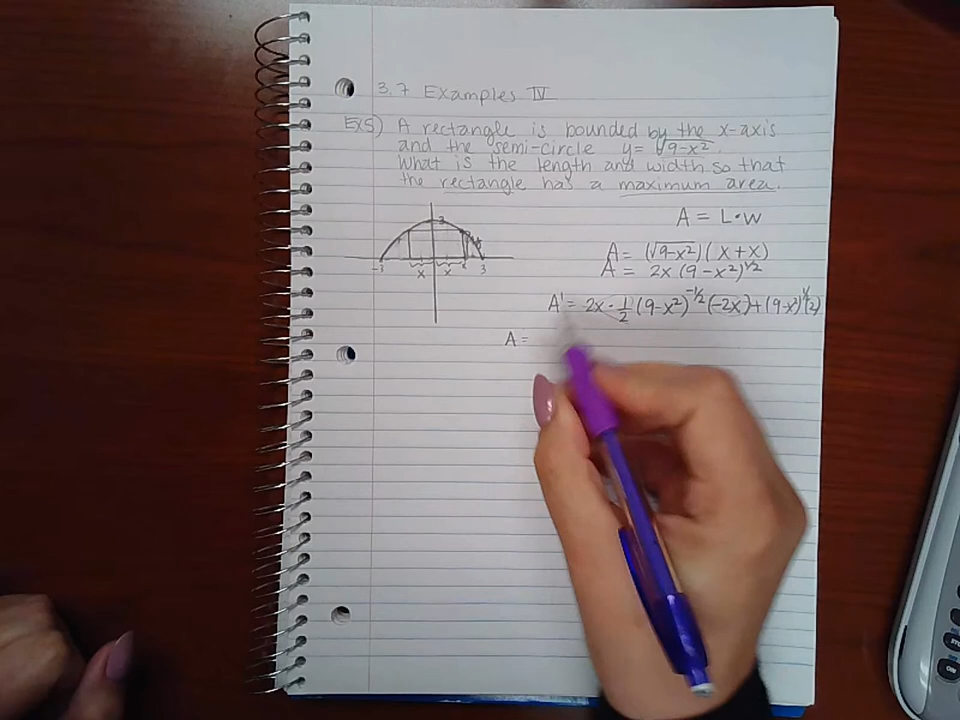 3.7 Examples IV
EX5) A rectangle is bounded by the x-axis
and the semi-circle y = √9-x².
What is the length and width so that
the rectangle has a maximum area.
A = L·W
A = (√9-x²)(x+x)
A = 2x(9-x²)^1/2
A' = 2x · 1/2 (9-x²)^-1/2 (-2x) + (9-x²)^1/2 (2)
A =
3
-3 x x 3